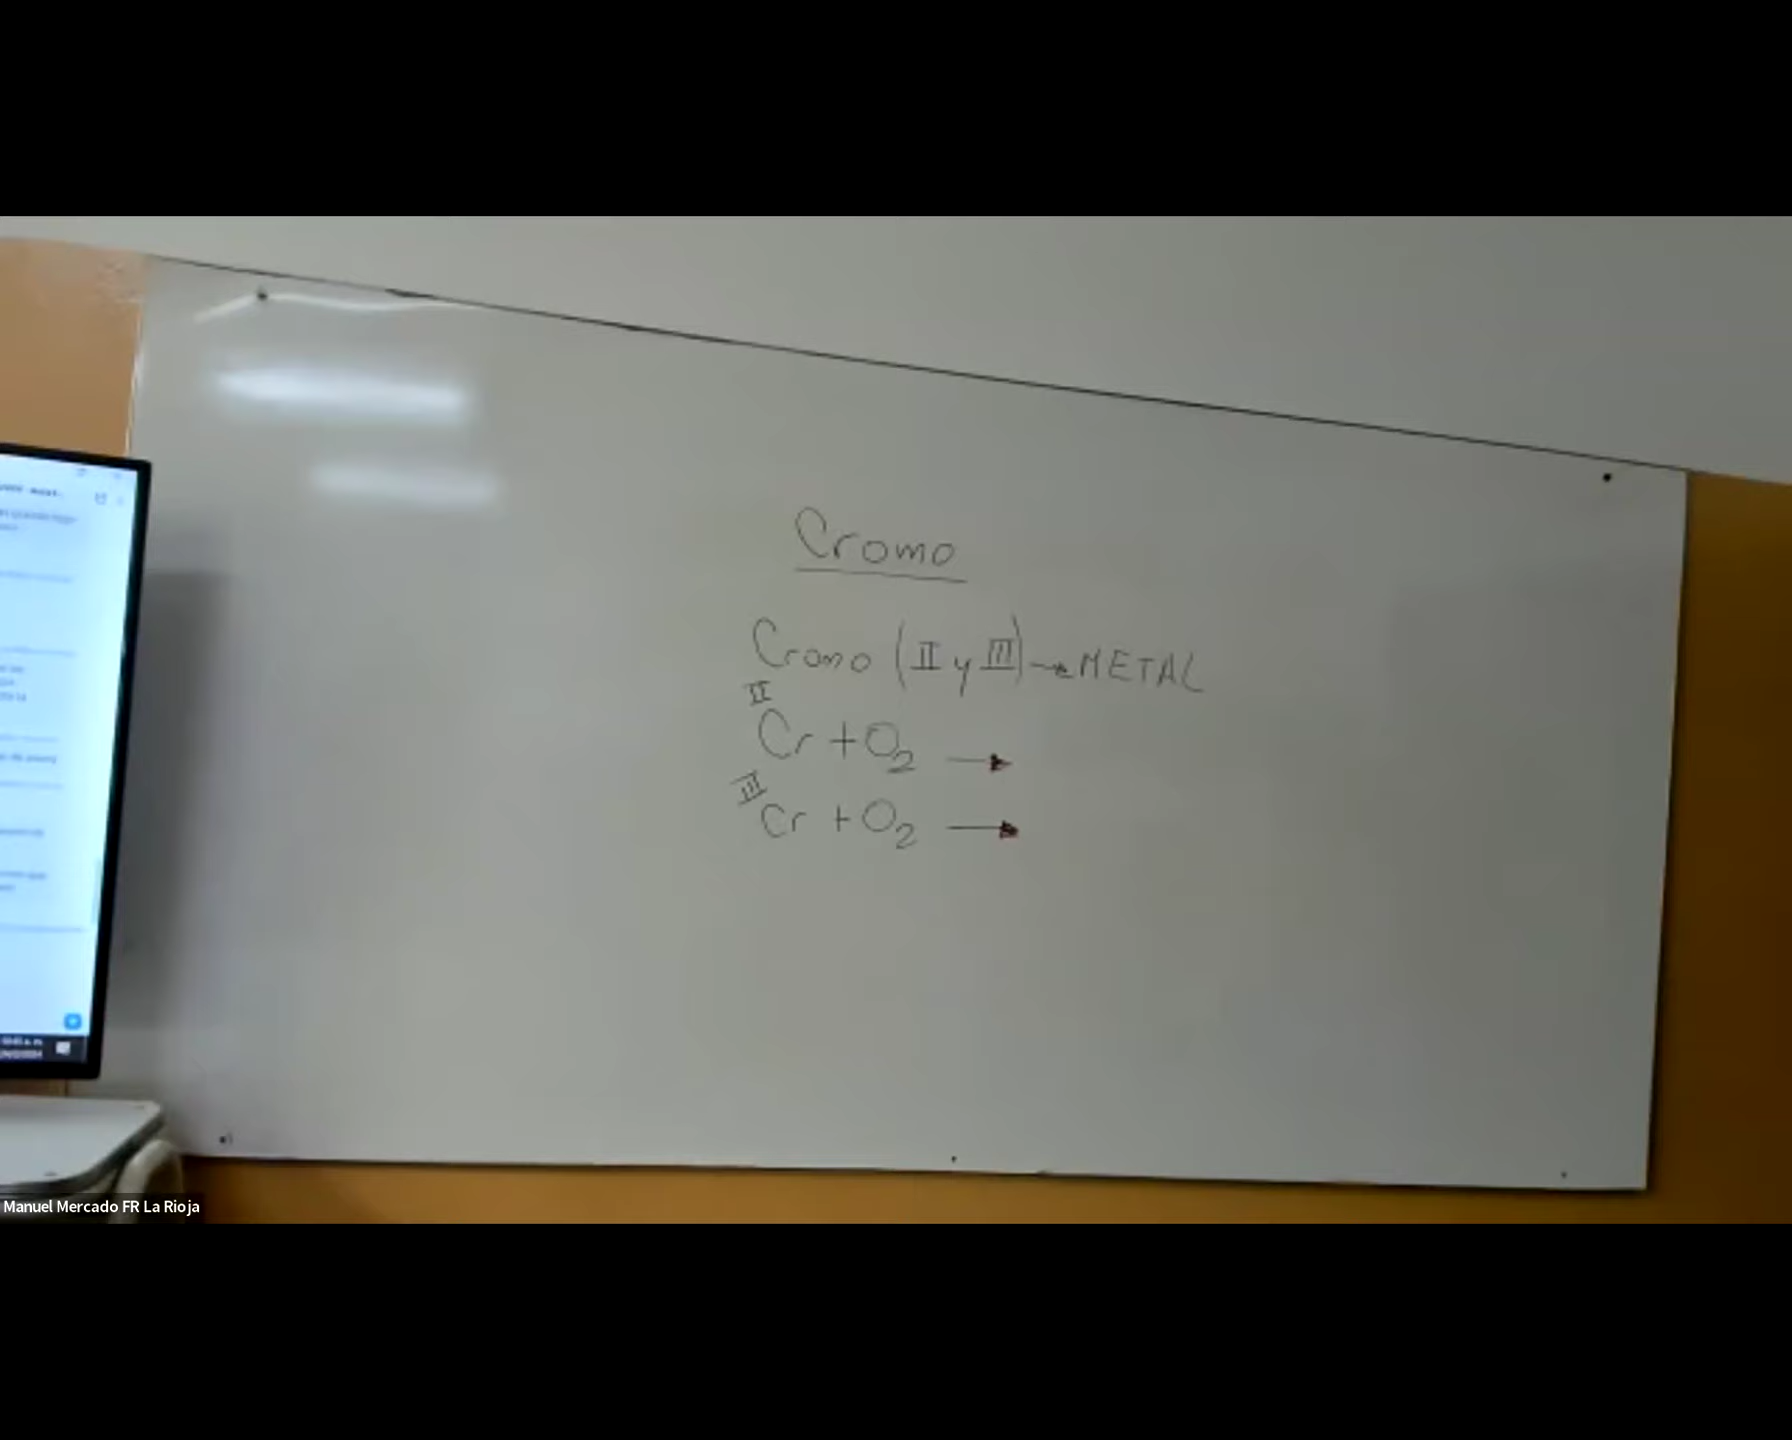 Cromo
Cromo (II y III) → METAL
II
Cr + O₂ →
III
Cr + O₂ →
Manuel Mercado FR La Rioja